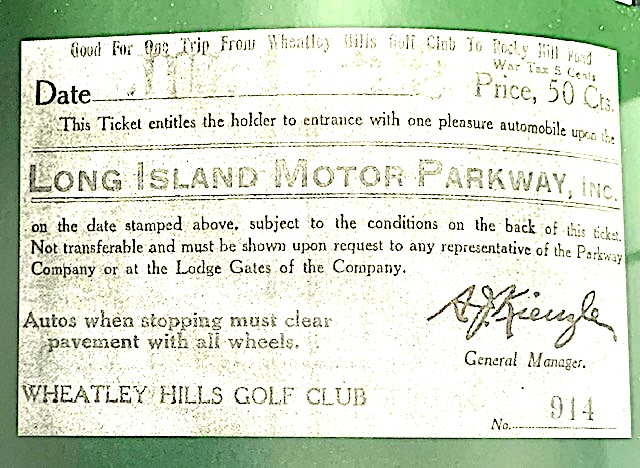 Good For One Trip From Wheatley Hills Golf Club To Rocky Hill Road
War Tax 5 Cents
Date Price, 50 Cts.
This Ticket entitles the holder to entrance with one pleasure automobile upon the
LONG ISLAND MOTOR PARKWAY, INC.
on the date stamped above, subject to the conditions on the back of this ticket.
Not transferable and must be shown upon request to any representative of the Parkway
Company or at the Lodge Gates of the Company.
A.J. Kienzle
Autos when stopping must clear
pavement with all wheels.
General Manager.
WHEATLEY HILLS GOLF CLUB
No. 914